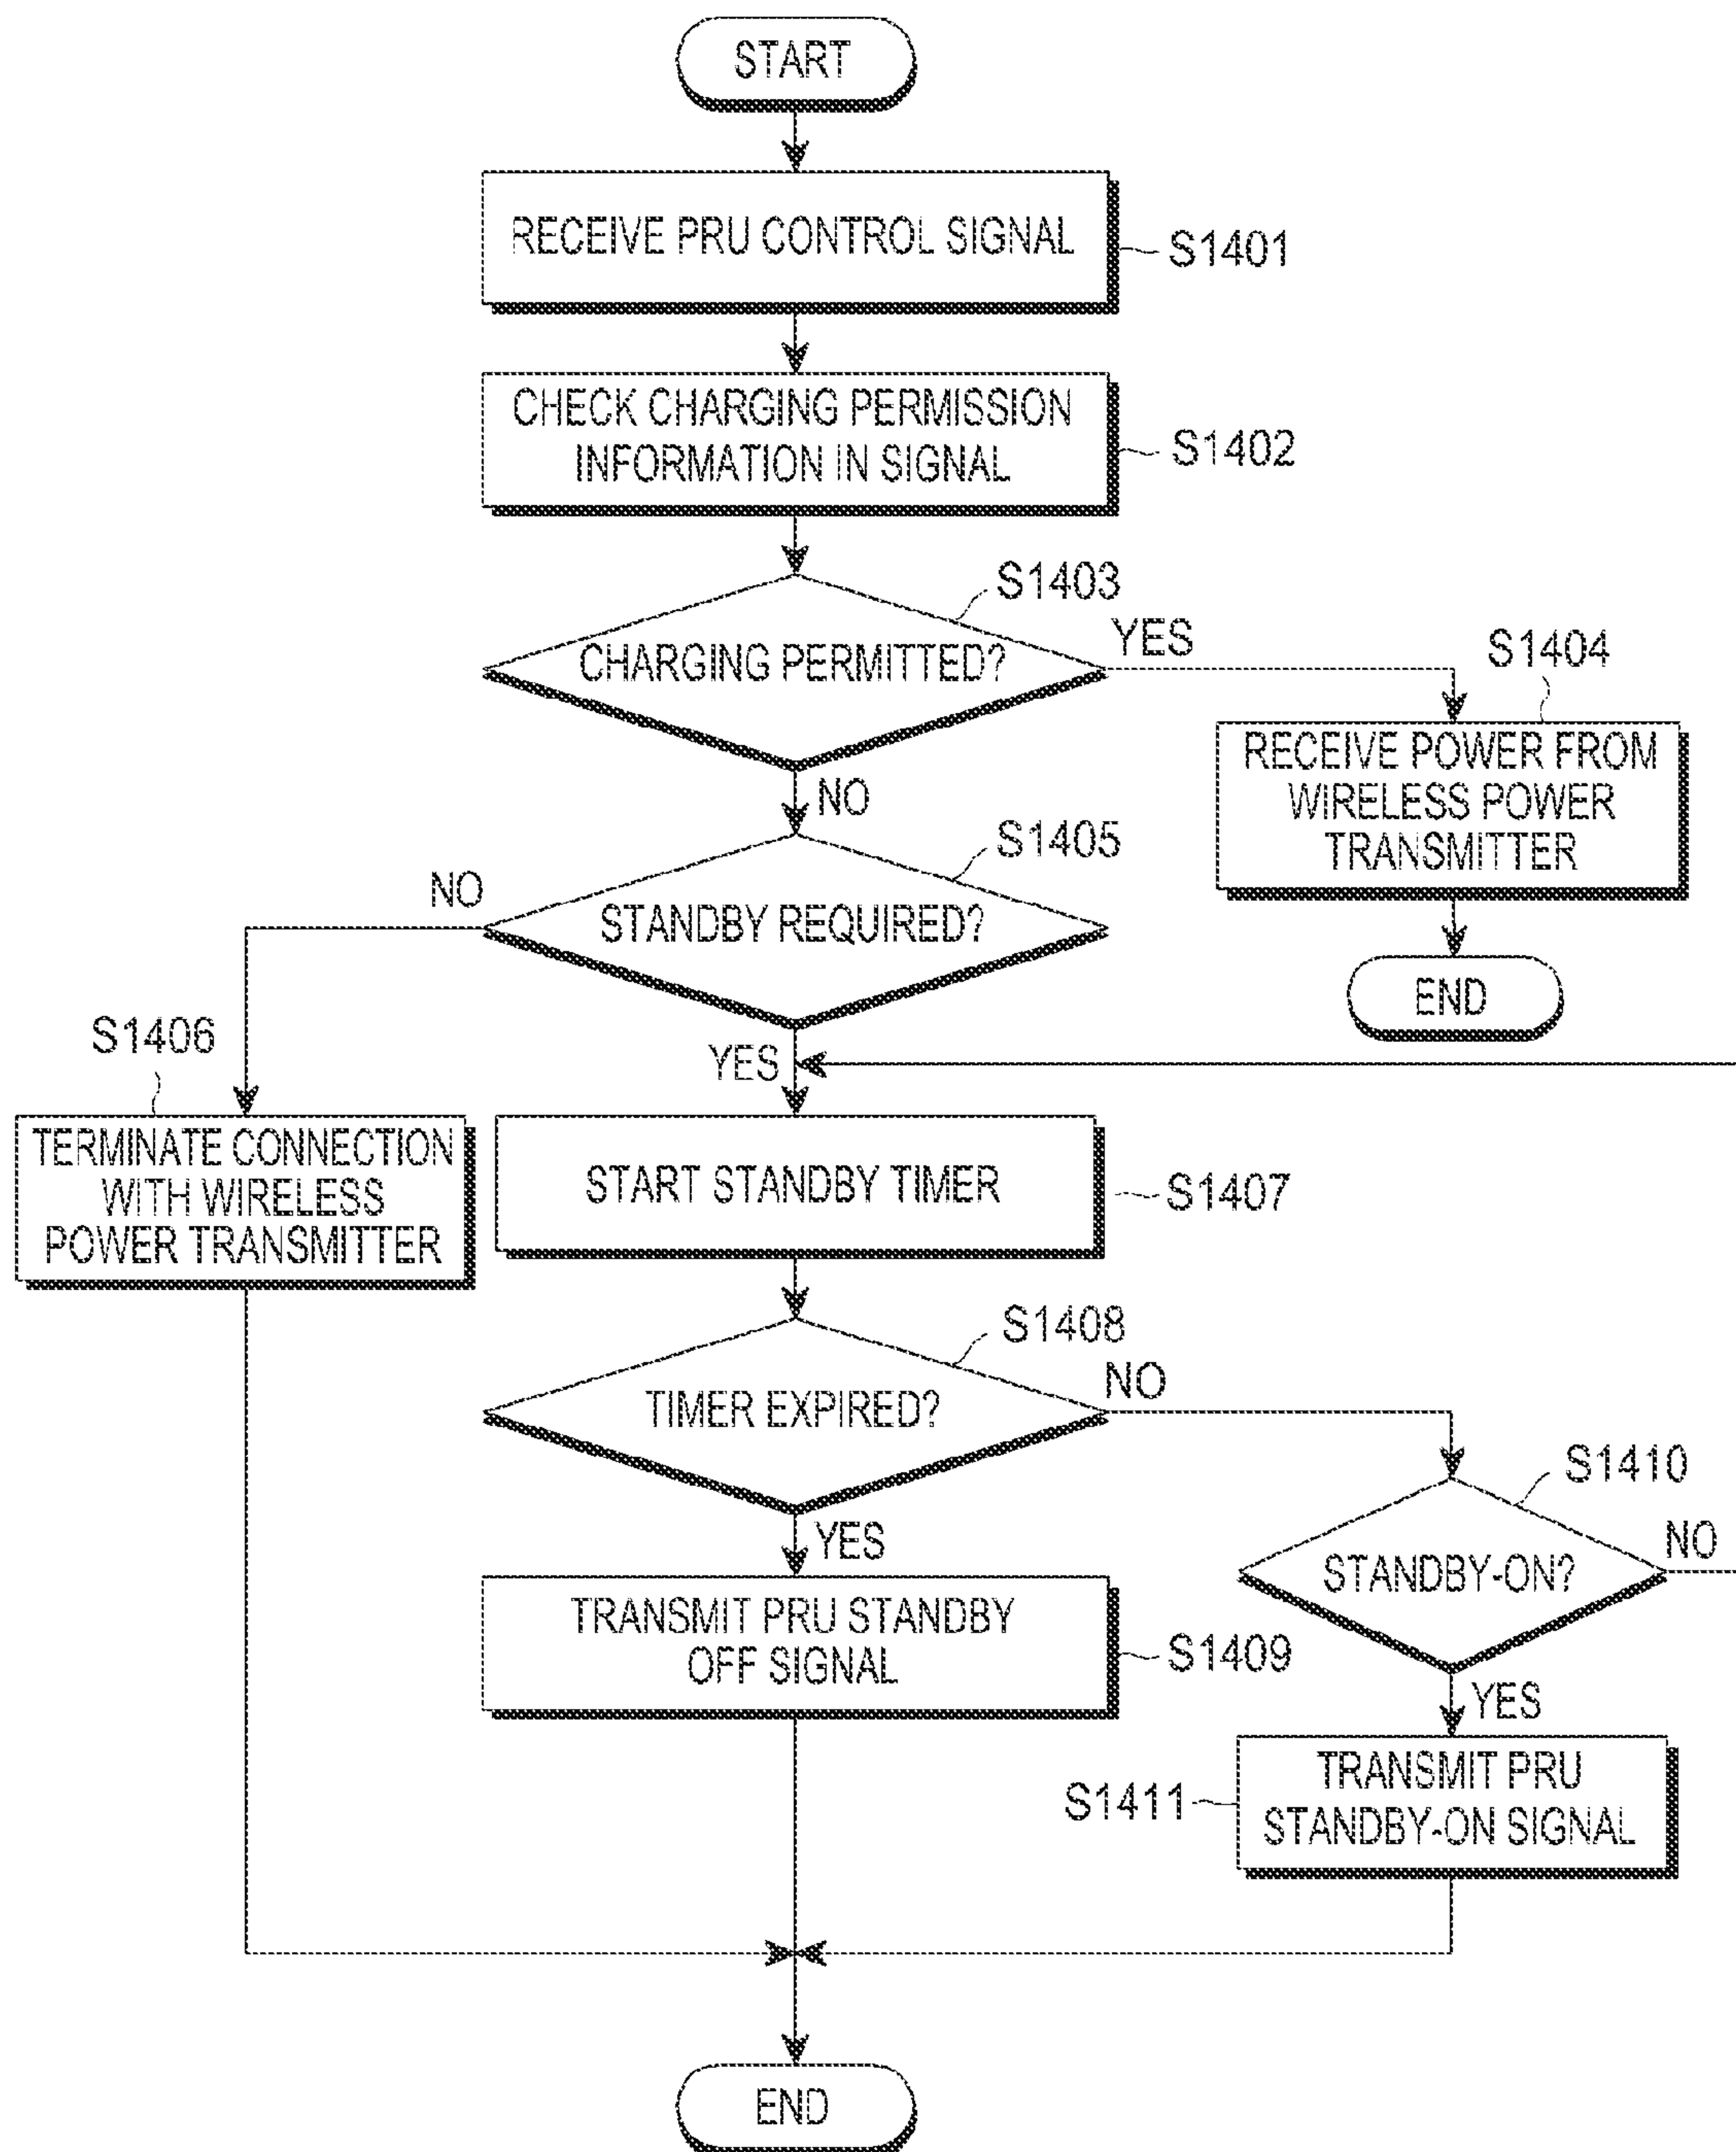 START
RECEIVE PRU CONTROL SIGNAL
S1401
CHECK CHARGING PERMISSION
INFORMATION IN SIGNAL
S1402
S1403
CHARGING PERMITTED?
YES
NO
S1404
RECEIVE POWER FROM
WIRELESS POWER
TRANSMITTER
END
S1405
STANDBY REQUIRED?
NO
YES
S1406
TERMINATE CONNECTION
WITH WIRELESS
POWER TRANSMITTER
START STANDBY TIMER
S1407
S1408
TIMER EXPIRED?
NO
YES
TRANSMIT PRU STANDBY
OFF SIGNAL
S1409
S1410
STANDBY-ON?
NO
YES
TRANSMIT PRU
STANDBY-ON SIGNAL
S1411
END